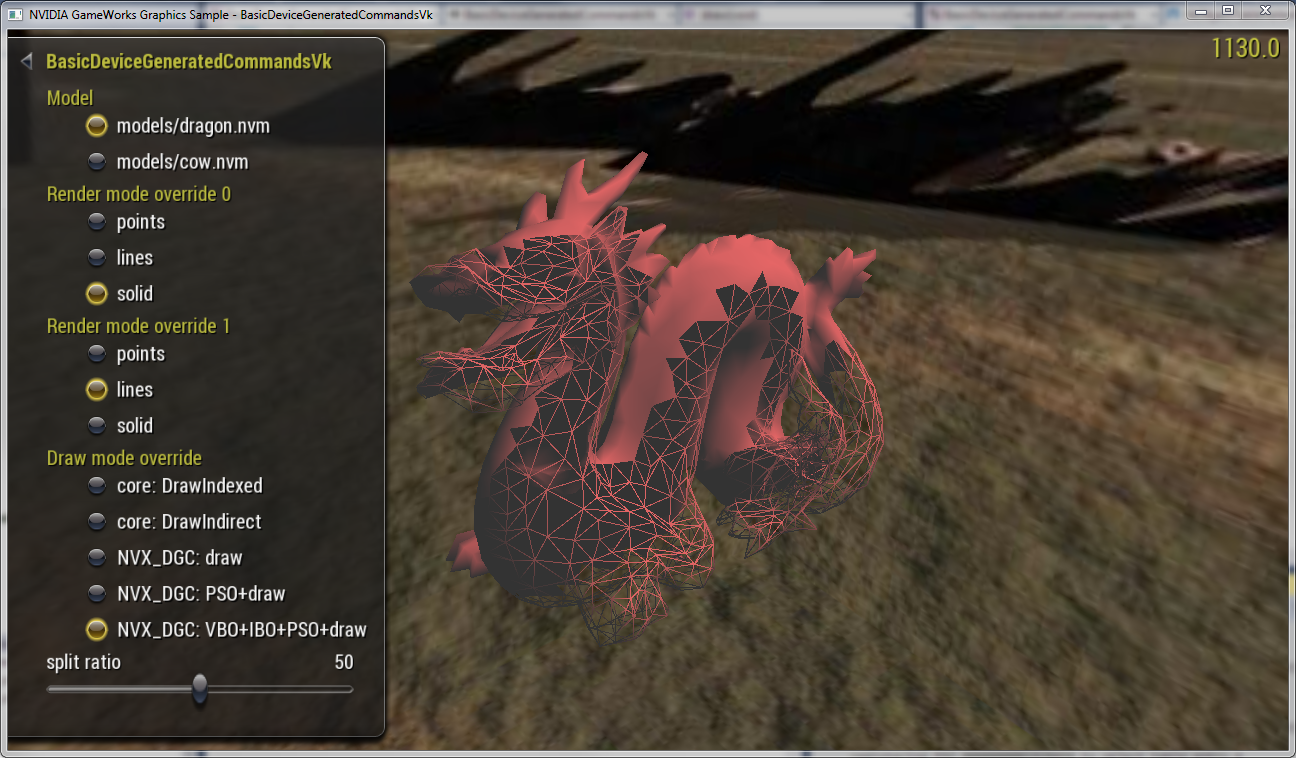 NVIDIA GameWorks Graphics Sample - BasicDeviceGeneratedCommandsVk
1130.0
BasicDeviceGeneratedCommandsVk
Model
models/dragon.nvm
models/cow.nvm
Render mode override 0
points
lines
solid
Render mode override 1
points
lines
solid
Draw mode override
core: DrawIndexed
core: DrawIndirect
NVX_DGC: draw
NVX_DGC: PSO+draw
NVX_DGC: VBO+IBO+PSO+draw
split ratio 50